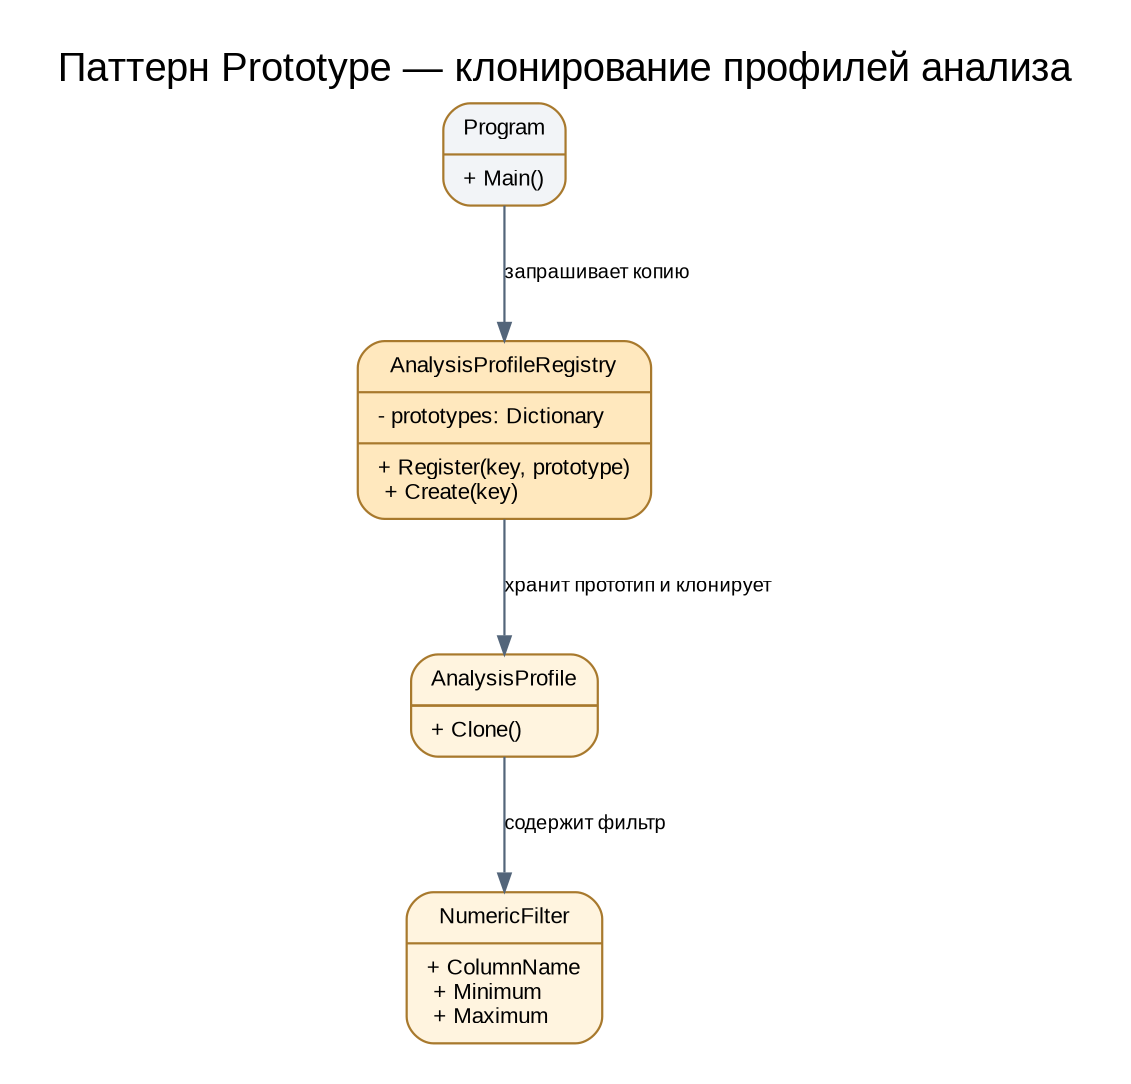 Паттерн Prototype — клонирование профилей анализа
Program
+ Main()
запрашивает копию
AnalysisProfileRegistry
- prototypes: Dictionary
+ Register(key, prototype)
+ Create(key)
хранит прототип и клонирует
AnalysisProfile
+ Clone()
содержит фильтр
NumericFilter
+ ColumnName
+ Minimum
+ Maximum